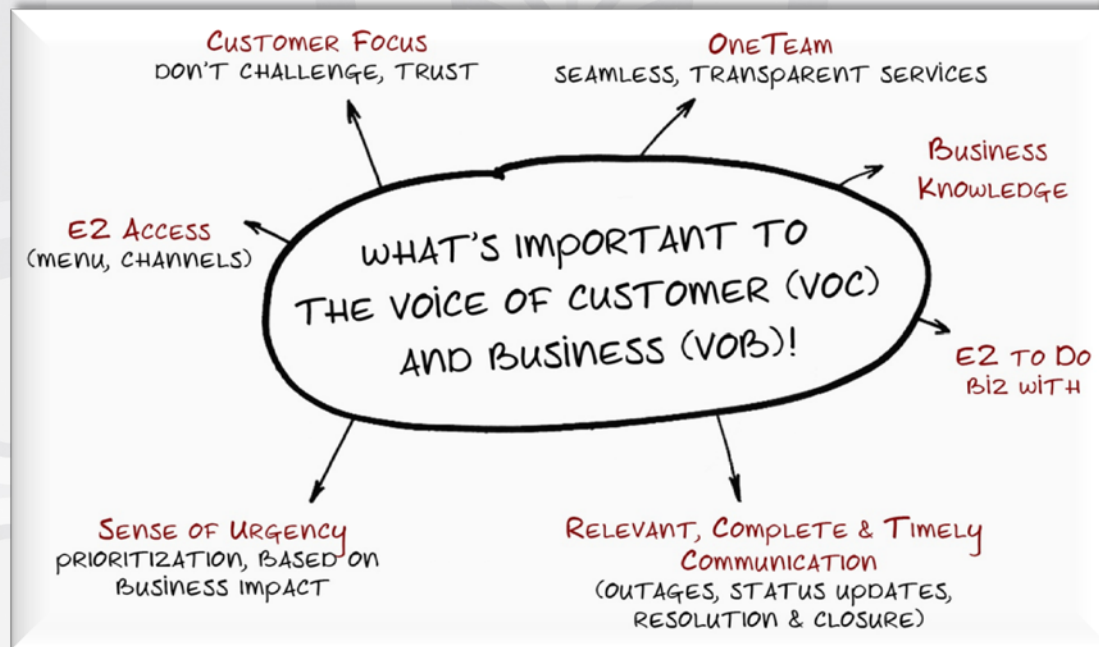 Customer Focus
DON'T CHALLENGE, TRUST
OneTeam
SEAMLESS, TRANSPARENT SERVICES
Business
Knowledge
EZ Access
(MENU, CHANNELS)
WHAT'S IMPORTANT TO
THE VOICE OF CUSTOMER (VOC)
AND BUSINESS (VOB)!
EZ to Do
Biz with
Sense of Urgency
PRIORITIZATION, BASED ON
BUSINESS IMPACT
Relevant, Complete & Timely
Communication
(OUTAGES, STATUS UPDATES,
RESOLUTION & CLOSURE)